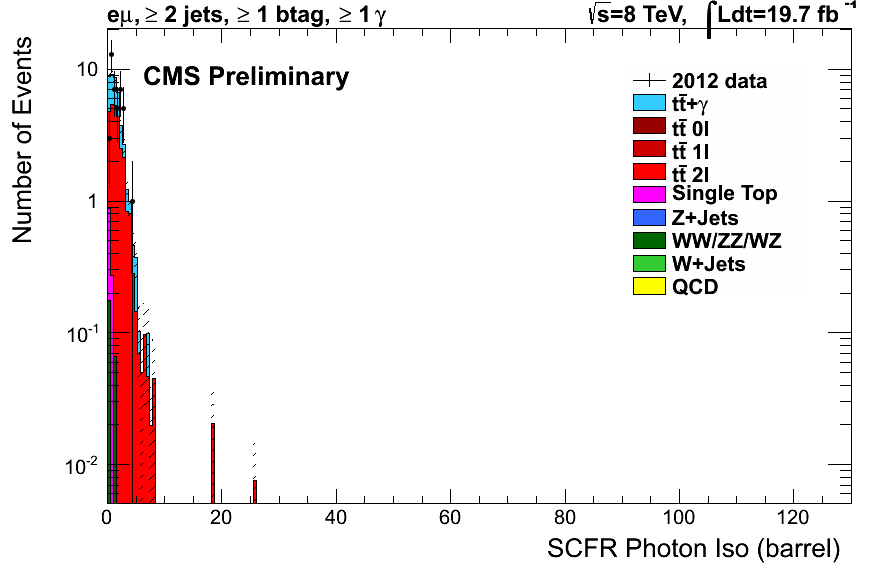 eμ, ≥ 2 jets, ≥ 1 btag, ≥ 1 γ
√s=8 TeV, ∫Ldt=19.7 fb⁻¹
CMS Preliminary
Number of Events
10
1
10⁻¹
10⁻²
2012 data
tt̄+γ
tt̄ 0l
tt̄ 1l
tt̄ 2l
Single Top
Z+Jets
WW/ZZ/WZ
W+Jets
QCD
0 20 40 60 80 100 120
SCFR Photon Iso (barrel)